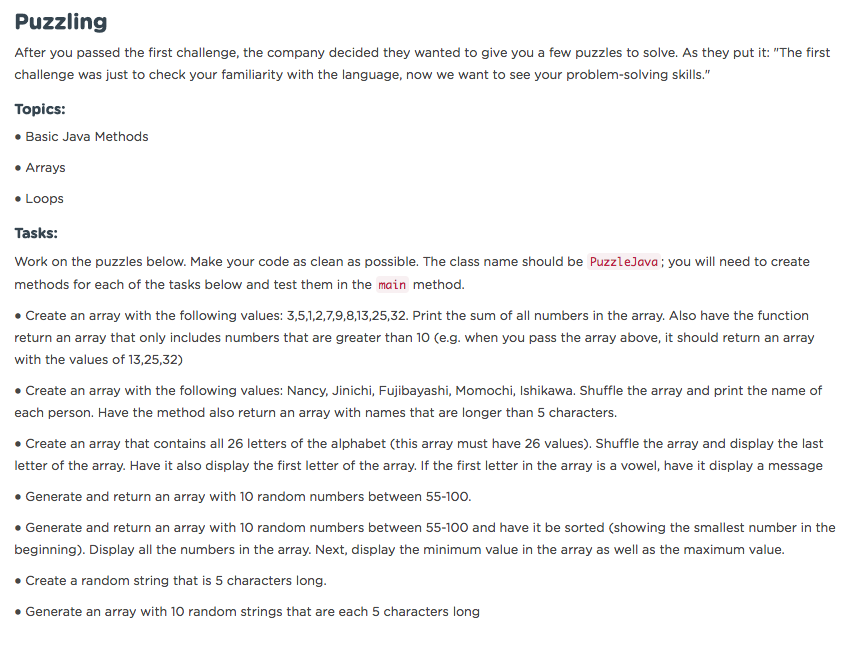 Puzzling
After you passed the first challenge, the company decided they wanted to give you a few puzzles to solve. As they put it: "The first
challenge was just to check your familiarity with the language, now we want to see your problem-solving skills."
Topics:
• Basic Java Methods
• Arrays
• Loops
Tasks:
Work on the puzzles below. Make your code as clean as possible. The class name should be PuzzleJava; you will need to create
methods for each of the tasks below and test them in the main method.
• Create an array with the following values: 3,5,1,2,7,9,8,13,25,32. Print the sum of all numbers in the array. Also have the function
return an array that only includes numbers that are greater than 10 (e.g. when you pass the array above, it should return an array
with the values of 13,25,32)
• Create an array with the following values: Nancy, Jinichi, Fujibayashi, Momochi, Ishikawa. Shuffle the array and print the name of
each person. Have the method also return an array with names that are longer than 5 characters.
• Create an array that contains all 26 letters of the alphabet (this array must have 26 values). Shuffle the array and display the last
letter of the array. Have it also display the first letter of the array. If the first letter in the array is a vowel, have it display a message
• Generate and return an array with 10 random numbers between 55-100.
• Generate and return an array with 10 random numbers between 55-100 and have it be sorted (showing the smallest number in the
beginning). Display all the numbers in the array. Next, display the minimum value in the array as well as the maximum value.
• Create a random string that is 5 characters long.
• Generate an array with 10 random strings that are each 5 characters long